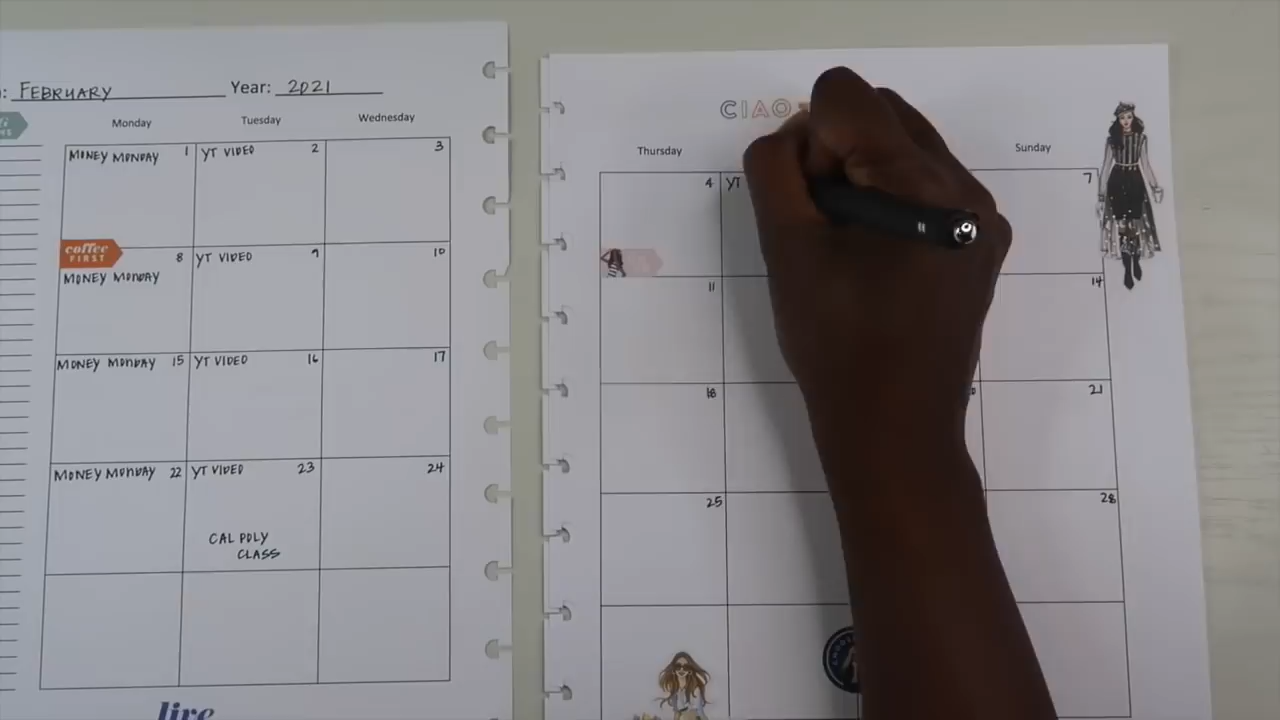 : FEBRUARY Year: 2021
Monday Tuesday Wednesday
MONEY MONDAY 1 YT VIDEO 2 3
coffee FIRST
MONEY MONDAY 8 YT VIDEO 9 10
MONEY MONDAY 15 YT VIDEO 16 17
MONEY MONDAY 22 YT VIDEO 23 24
CAL POLY
CLASS
live
CIAO
Thursday Sunday
4 YT 7
11 14
18 21
25 28